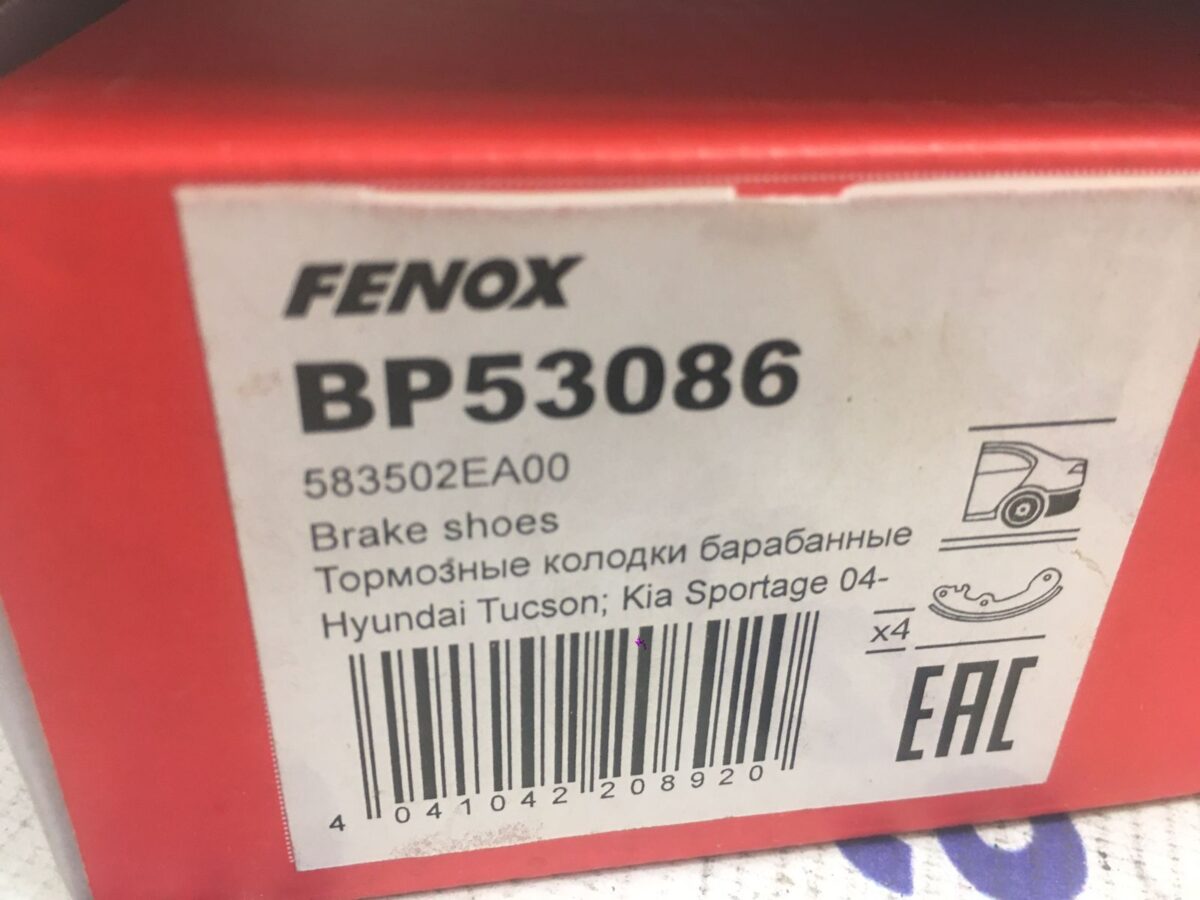 FENOX
BP53086
583502EA00
Brake shoes
Тормозные колодки барабанные
Hyundai Tucson; Kia Sportage 04-
x4
EAC
4 041042 208920